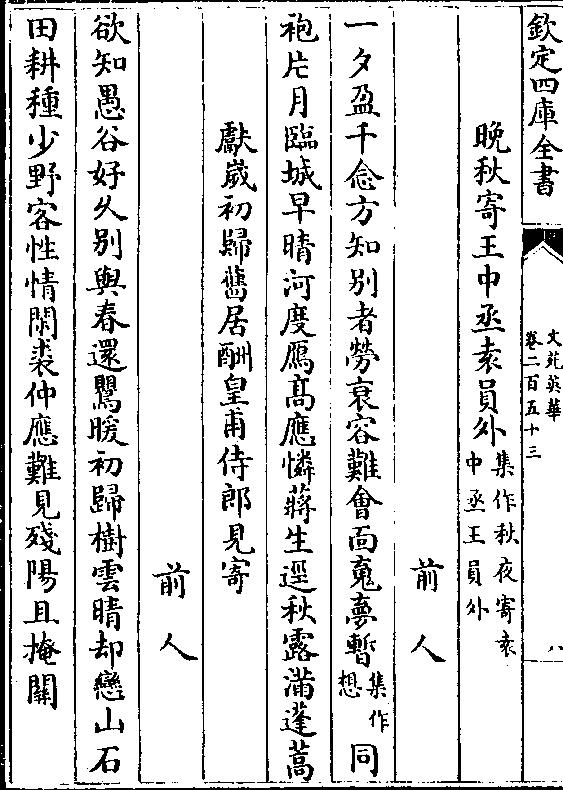 欽定四庫全書
文苑英華
卷二百五十三
八
晚秋寄王中丞袁員外集作秋夜寄袁中丞王員外
前人
一夕盈千念方知別者勞衰容難會面䰟夢暫集作想同
袍片月臨城早晴河度鴈高應憐蔣生逕秋露滿蓬蒿
獻歲初歸舊居酬皇甫侍郎見寄
前人
欲知愚谷好久別與春還鸎暖初歸樹雲晴却戀山石
田耕種少野客性情閑裘仲應難見殘陽且掩關